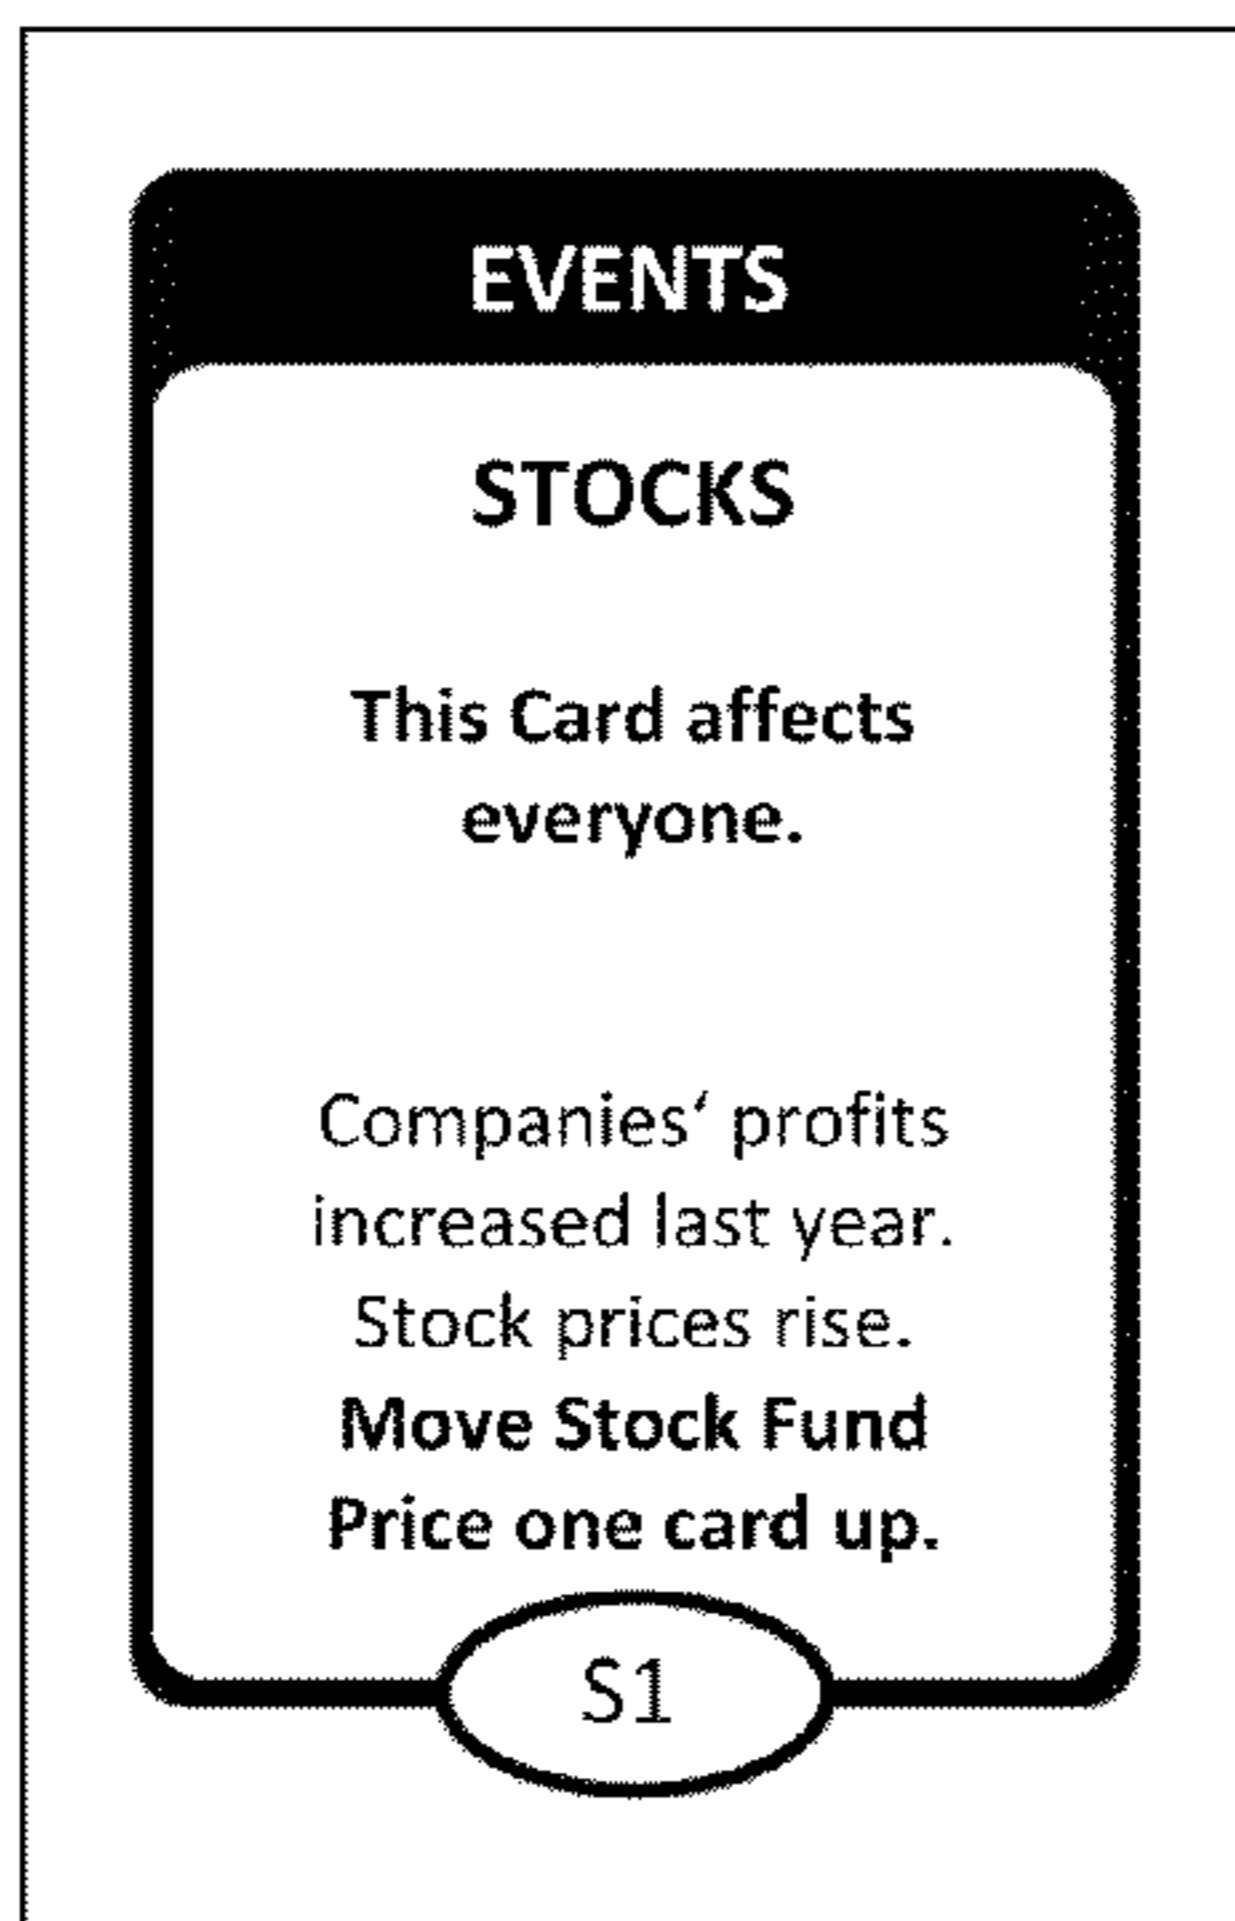 EVENTS
STOCKS
This Card affects
everyone.
Companies‘ profits
increased last year.
Stock prices rise.
Move Stock Fund
Price one card up.
S1